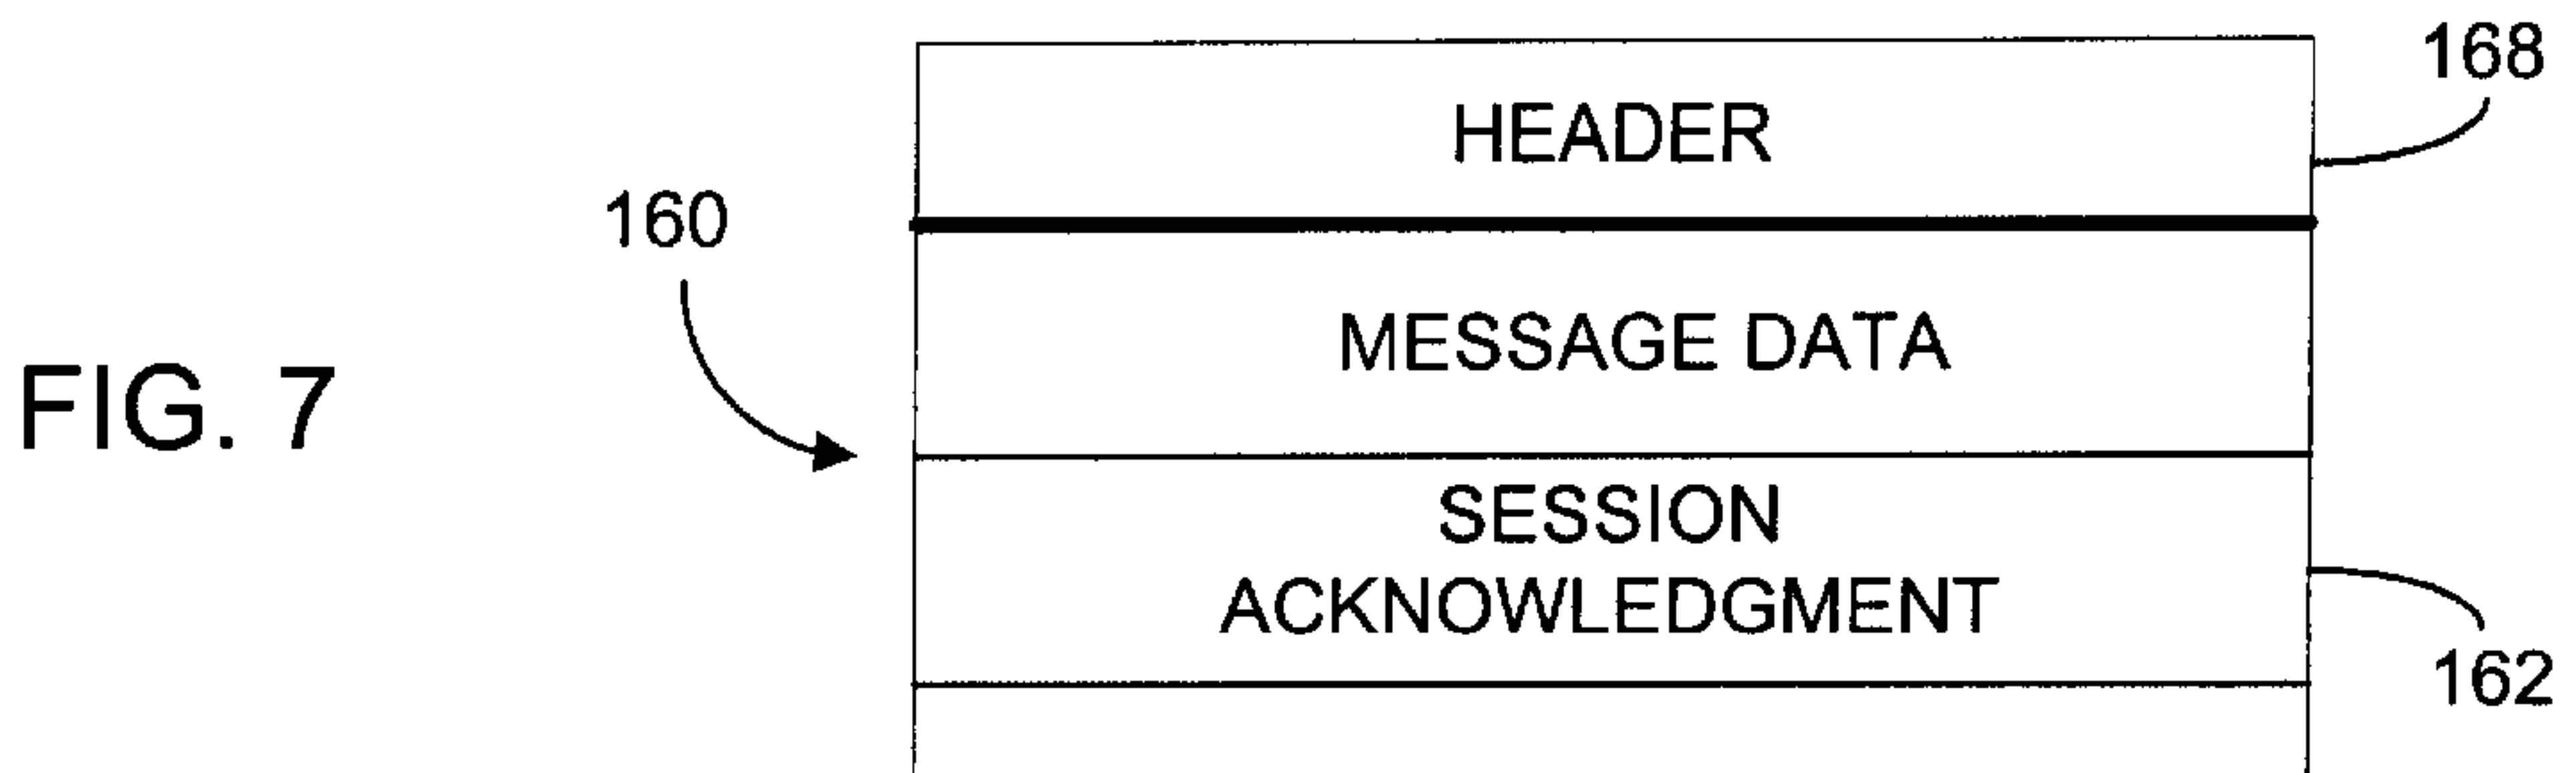 168
HEADER
160
MESSAGE DATA
FIG. 7
SESSION
ACKNOWLEDGMENT
162